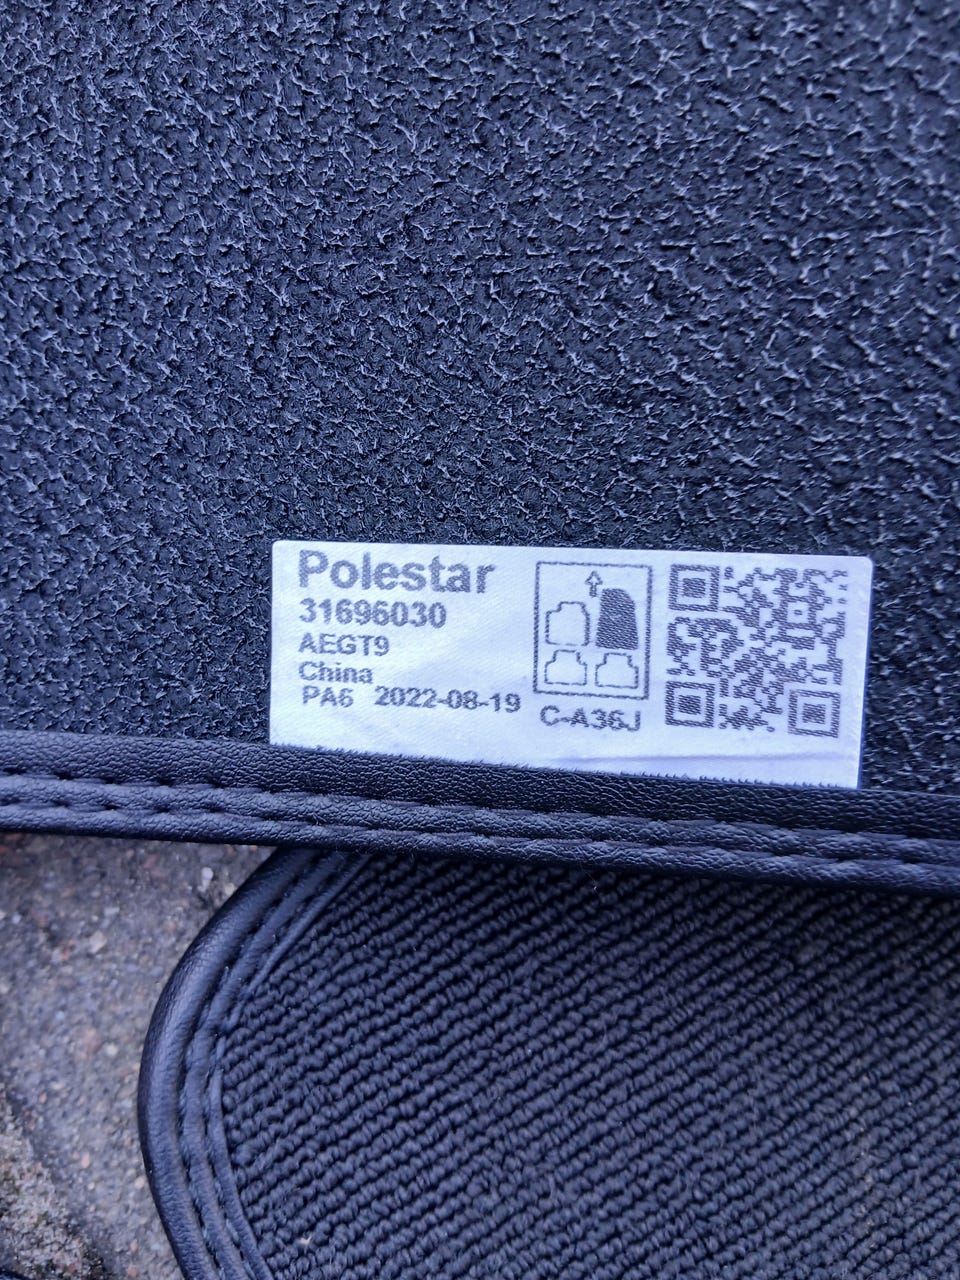 Polestar
31696030
AEGT9
China
PA6 2022-08-19
C-A36J